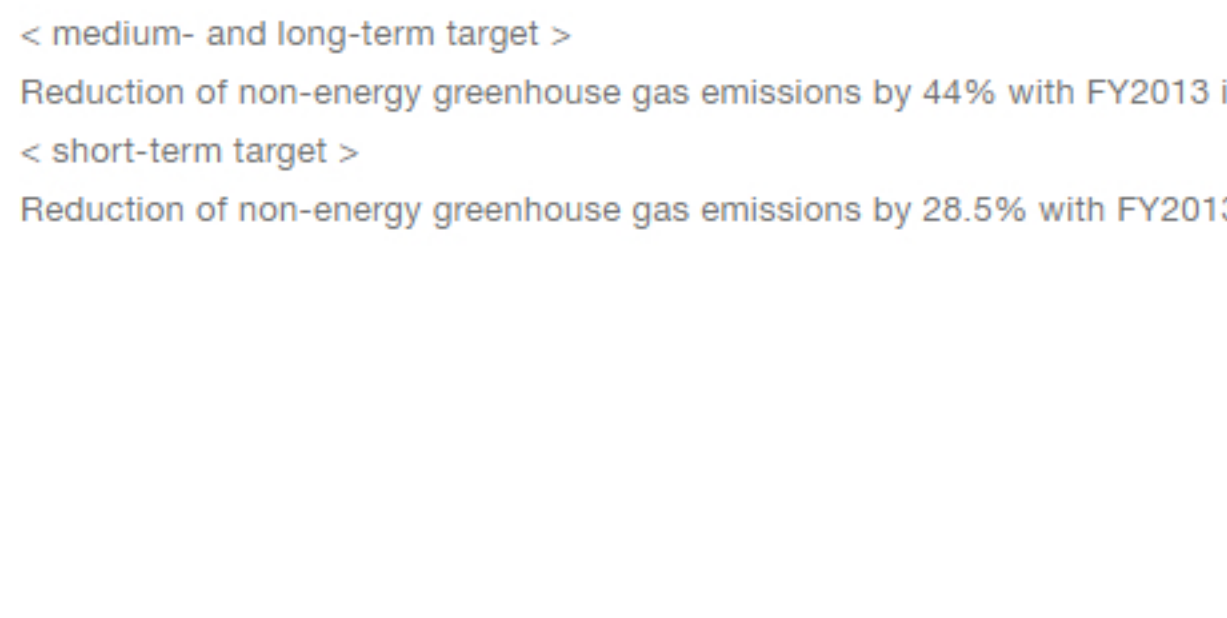 < medium- and long-term target >
Reduction of non-energy greenhouse gas emissions by 44% with FY2013
< short-term target >
Reduction of non-energy greenhouse gas emissions by 28.5% with